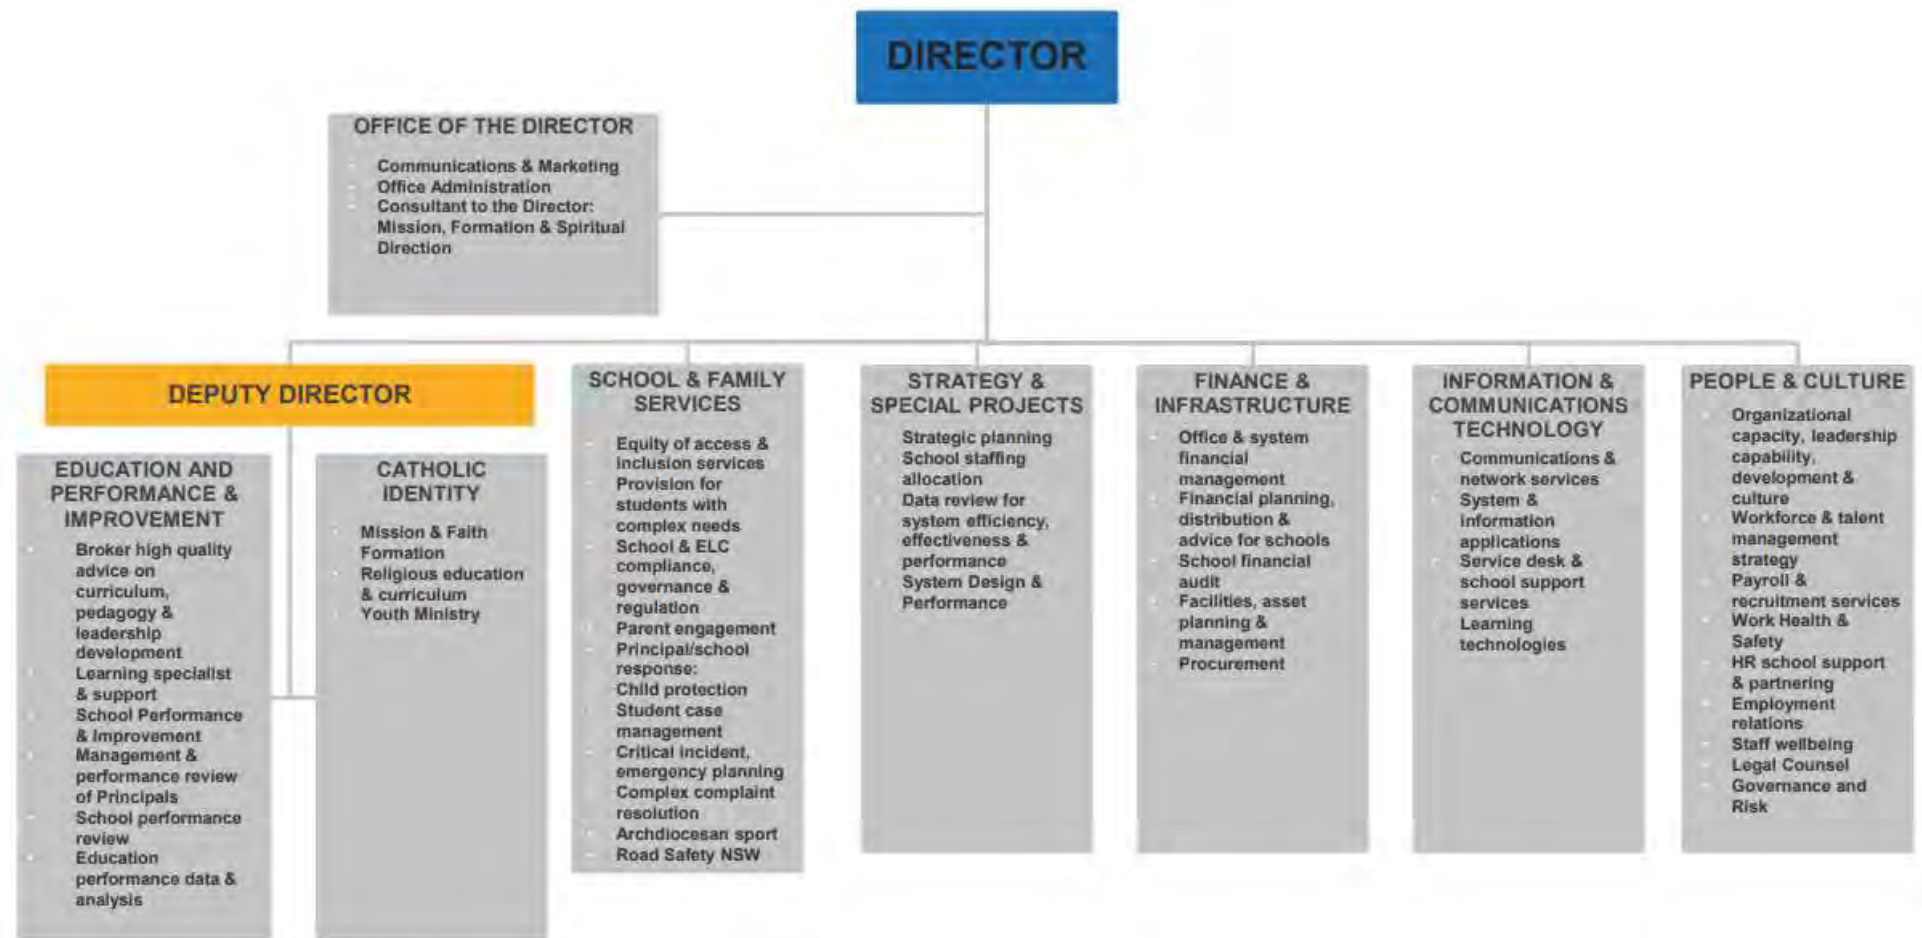 DIRECTOR
OFFICE OF THE DIRECTOR
Communications & Marketing
Office Administration
Consultant to the Director:
Mission, Formation & Spiritual
Direction
DEPUTY DIRECTOR
EDUCATION AND
PERFORMANCE &
IMPROVEMENT
Broker high quality
advice on
curriculum,
pedagogy &
leadership
development
Learning specialist
& support
School Performance
& Improvement
Management &
performance review
of Principals
School performance
review
Education
performance data &
analysis
CATHOLIC
IDENTITY
Mission & Faith
Formation
Religious education
& curriculum
Youth Ministry
SCHOOL & FAMILY
SERVICES
Equity of access &
inclusion services
Provision for
students with
complex needs
School & ELC
compliance,
governance &
regulation
Parent engagement
Principal/school
response:
Child protection
Student case
management
Critical incident,
emergency planning
Complex complaint
resolution
Archdiocesan sport
Road Safety NSW
STRATEGY &
SPECIAL PROJECTS
Strategic planning
School staffing
allocation
Data review for
system efficiency,
effectiveness &
performance
System Design &
Performance
FINANCE &
INFRASTRUCTURE
Office & system
financial
management
Financial planning,
distribution &
advice for schools
School financial
audit
Facilities, asset
planning &
management
Procurement
INFORMATION &
COMMUNICATIONS
TECHNOLOGY
Communications &
network services
System &
information
applications
Service desk &
school support
services
Learning
technologies
PEOPLE & CULTURE
Organizational
capacity, leadership
capability,
development &
culture
Workforce & talent
management
strategy
Payroll &
recruitment services
Work Health &
Safety
HR school support
& partnering
Employment
relations
Staff wellbeing
Legal Counsel
Governance and
Risk